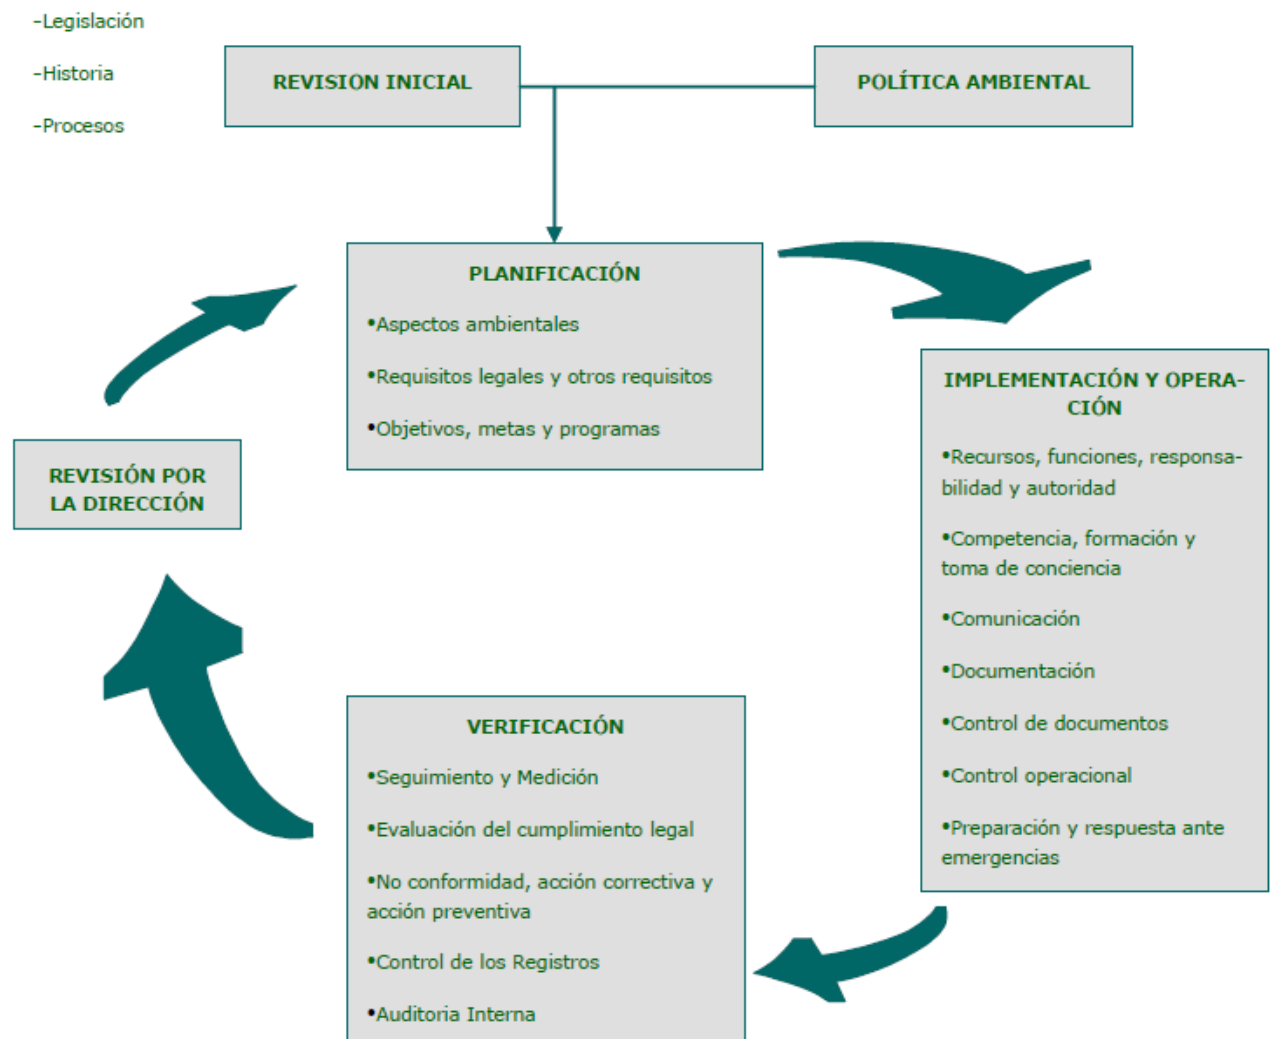 -Legislación
-Historia
-Procesos
REVISION INICIAL
POLÍTICA AMBIENTAL
PLANIFICACIÓN
•Aspectos ambientales
•Requisitos legales y otros requisitos
•Objetivos, metas y programas
IMPLEMENTACIÓN Y OPERA-
CIÓN
•Recursos, funciones, responsa-
bilidad y autoridad
•Competencia, formación y
toma de conciencia
•Comunicación
•Documentación
•Control de documentos
•Control operacional
•Preparación y respuesta ante
emergencias
REVISIÓN POR
LA DIRECCIÓN
VERIFICACIÓN
•Seguimiento y Medición
•Evaluación del cumplimiento legal
•No conformidad, acción correctiva y
acción preventiva
•Control de los Registros
•Auditoria Interna